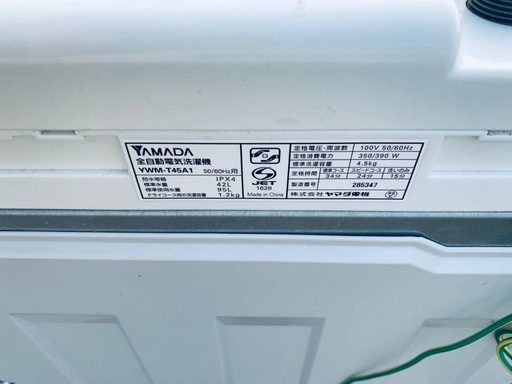 YAMADA
全自動電気洗濯機
YWM-T45A1 50/60Hz用
防水等級 IPX4
標準水量 42L
標準使用水量 95L
ドライコース時の洗濯容量 1.2kg
PS E
JET
1628
Made in China
定格電圧・周波数 100V 50/60Hz
定格消費電力 350/390 W
標準洗濯容量 4.5kg
標準コース スピードコース 洗いのみ
34分 24分 15分
製造番号 285347
株式会社ヤマダ電機